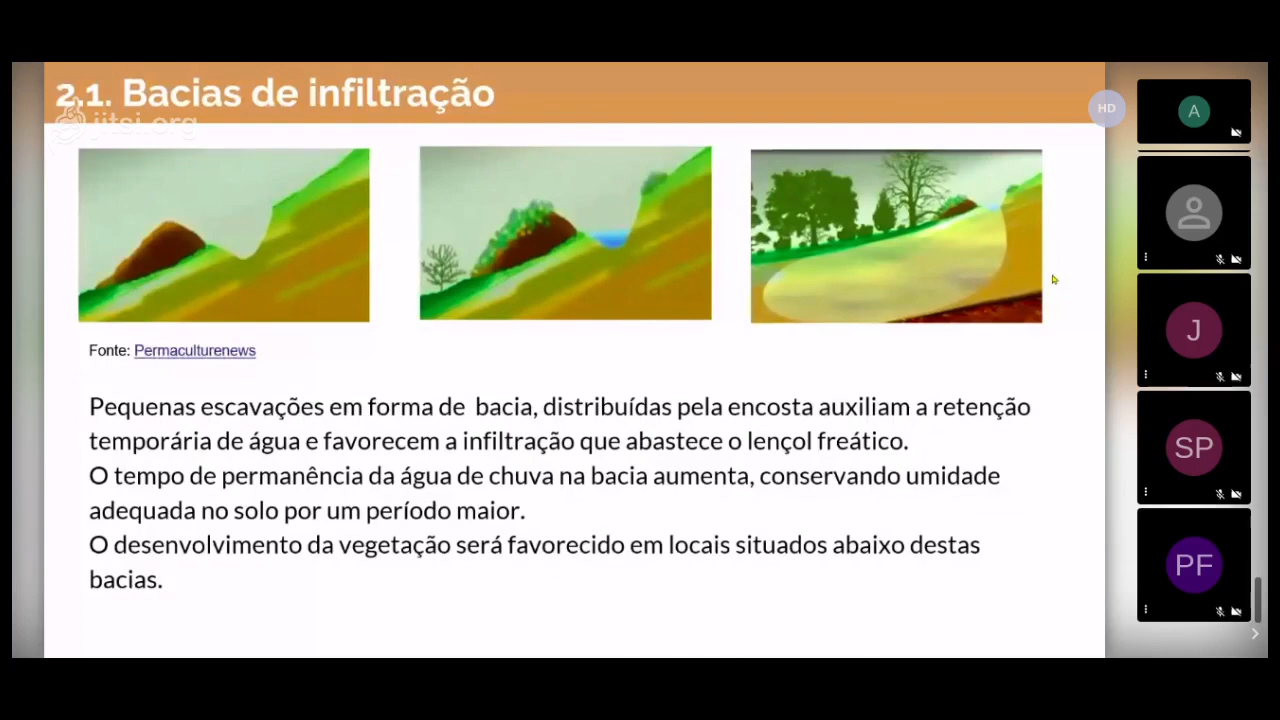 2.1. Bacias de infiltração
jitsi.org
HD
A
J
SP
PF
Fonte: Permaculturenews
Pequenas escavações em forma de  bacia, distribuídas pela encosta auxiliam a retenção
temporária de água e favorecem a infiltração que abastece o lençol freático.
O tempo de permanência da água de chuva na bacia aumenta, conservando umidade
adequada no solo por um período maior.
O desenvolvimento da vegetação será favorecido em locais situados abaixo destas
bacias.